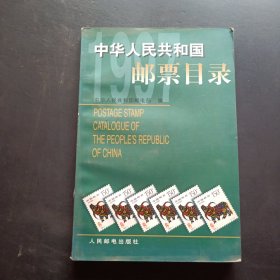 1997
中华人民共和国
邮票目录
POSTAGE STAMP
CATALOGUE OF
THE PEOPLE'S REPUBLIC
OF CHINA
人民邮电出版社